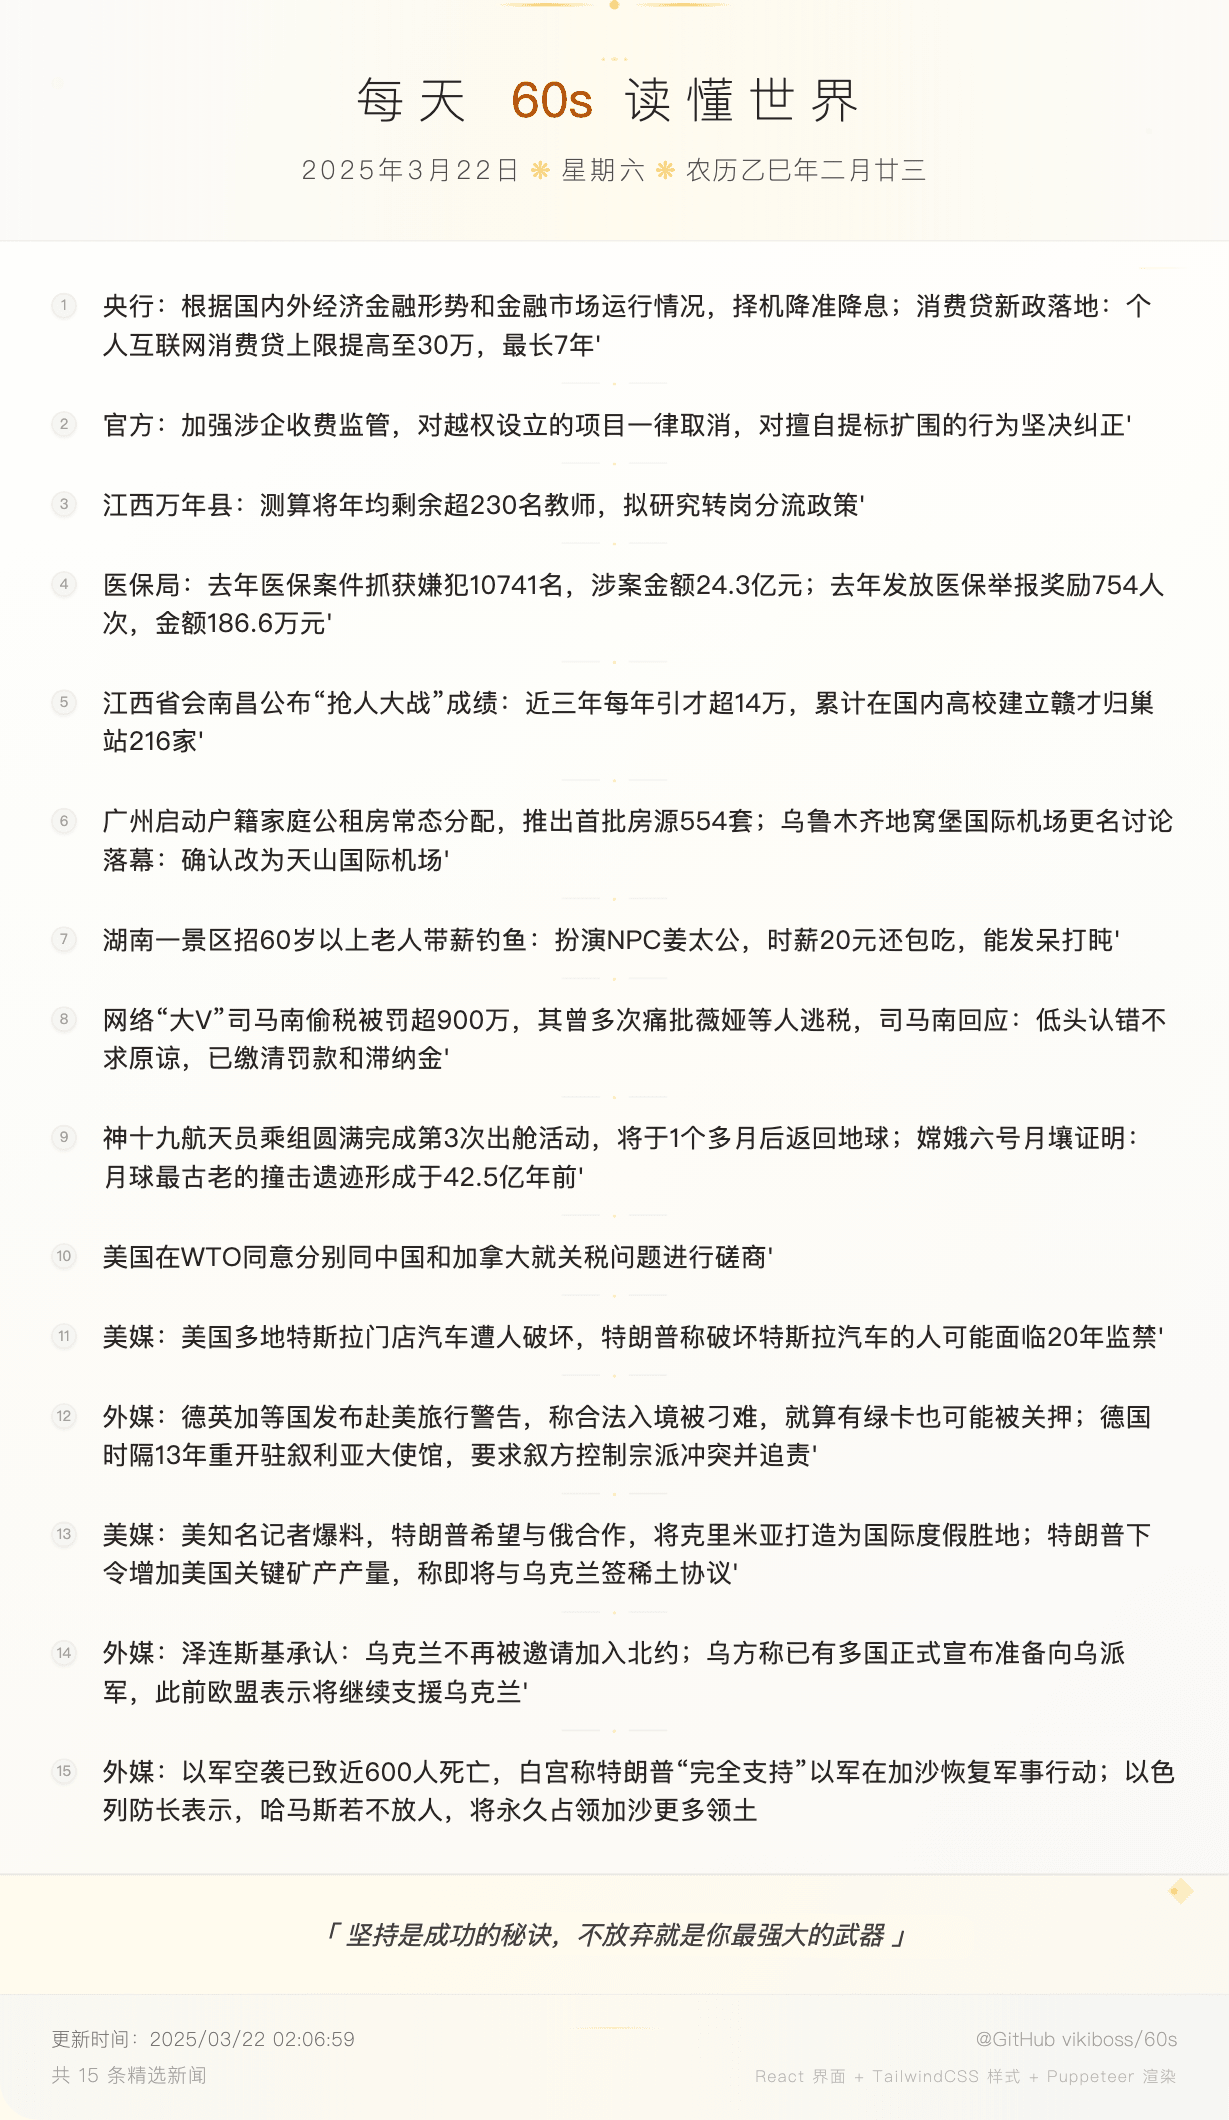 每天 60s 读懂世界
2025年3月22日 ❋ 星期六 ❋ 农历乙巳年二月廿三
1 央行：根据国内外经济金融形势和金融市场运行情况，择机降准降息；消费贷新政落地：个
人互联网消费贷上限提高至30万，最长7年'
2 官方：加强涉企收费监管，对越权设立的项目一律取消，对擅自提标扩围的行为坚决纠正'
3 江西万年县：测算将年均剩余超230名教师，拟研究转岗分流政策'
4 医保局：去年医保案件抓获嫌犯10741名，涉案金额24.3亿元；去年发放医保举报奖励754人
次，金额186.6万元'
5 江西省会南昌公布“抢人大战”成绩：近三年每年引才超14万，累计在国内高校建立赣才归巢
站216家'
6 广州启动户籍家庭公租房常态分配，推出首批房源554套；乌鲁木齐地窝堡国际机场更名讨论
落幕：确认改为天山国际机场'
7 湖南一景区招60岁以上老人带薪钓鱼：扮演NPC姜太公，时薪20元还包吃，能发呆打盹'
8 网络“大V”司马南偷税被罚超900万，其曾多次痛批薇娅等人逃税，司马南回应：低头认错不
求原谅，已缴清罚款和滞纳金'
9 神十九航天员乘组圆满完成第3次出舱活动，将于1个多月后返回地球；嫦娥六号月壤证明：
月球最古老的撞击遗迹形成于42.5亿年前'
10 美国在WTO同意分别同中国和加拿大就关税问题进行磋商'
11 美媒：美国多地特斯拉门店汽车遭人破坏，特朗普称破坏特斯拉汽车的人可能面临20年监禁'
12 外媒：德英加等国发布赴美旅行警告，称合法入境被刁难，就算有绿卡也可能被关押；德国
时隔13年重开驻叙利亚大使馆，要求叙方控制宗派冲突并追责'
13 美媒：美知名记者爆料，特朗普希望与俄合作，将克里米亚打造为国际度假胜地；特朗普下
令增加美国关键矿产产量，称即将与乌克兰签稀土协议'
14 外媒：泽连斯基承认：乌克兰不再被邀请加入北约；乌方称已有多国正式宣布准备向乌派
军，此前欧盟表示将继续支援乌克兰'
15 外媒：以军空袭已致近600人死亡，白宫称特朗普“完全支持”以军在加沙恢复军事行动；以色
列防长表示，哈马斯若不放人，将永久占领加沙更多领土
「 坚持是成功的秘诀，不放弃就是你最强大的武器 」
更新时间：2025/03/22 02:06:59
@GitHub vikiboss/60s
共 15 条精选新闻
React 界面 + TailwindCSS 样式 + Puppeteer 渲染